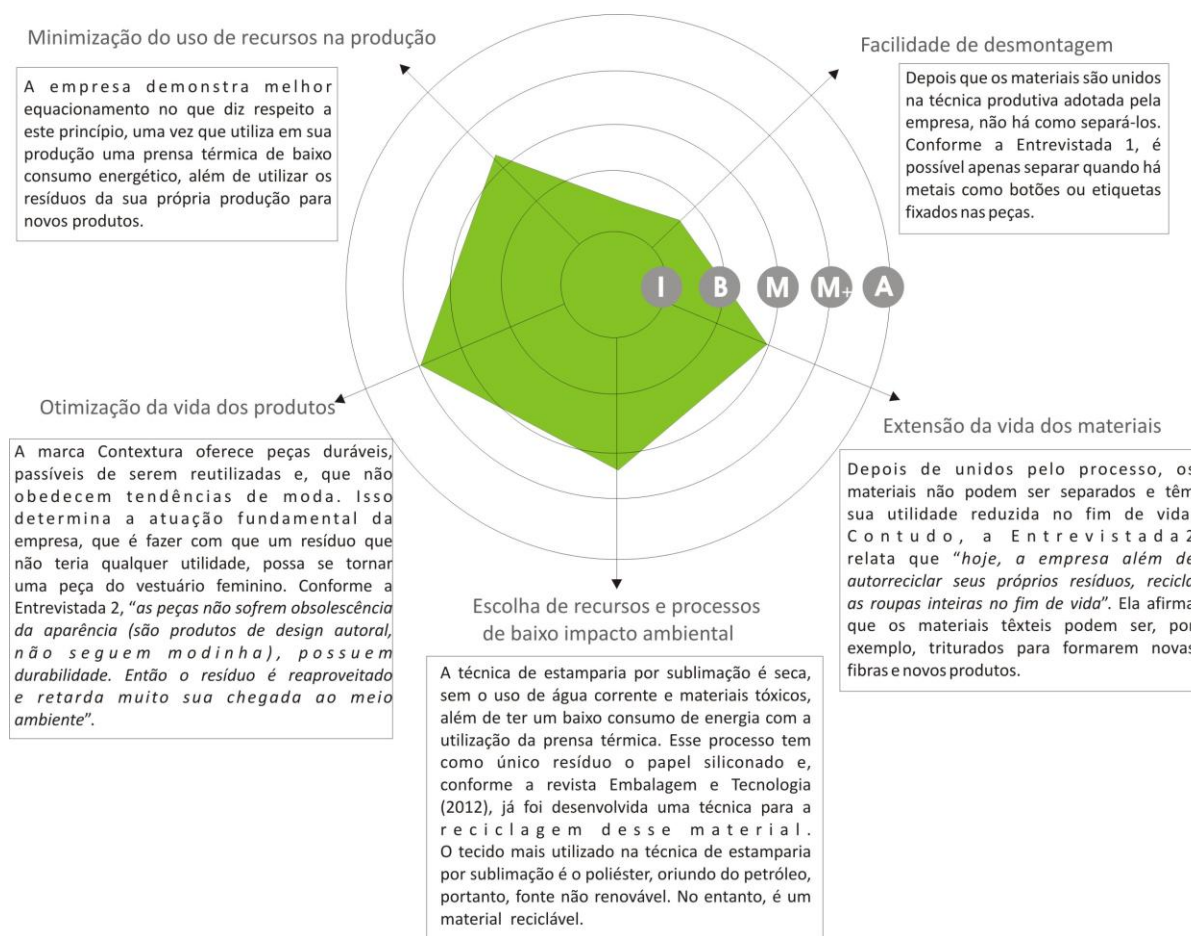 Minimização do uso de recursos na produção
A empresa demonstra melhor
equacionamento no que diz respeito a
este princípio, uma vez que utiliza em sua
produção uma prensa térmica de baixo
consumo energético, além de utilizar os
resíduos da sua própria produção para
novos produtos.
Facilidade de desmontagem
Depois que os materiais são unidos
na técnica produtiva adotada pela
empresa, não há como separá-los.
Conforme a Entrevistada 1, é
possível apenas separar quando há
metais como botões ou etiquetas
fixados nas peças.
I B M M+ A
Otimização da vida dos produtos
A marca Contextura oferece peças duráveis,
passíveis de serem reutilizadas e, que não
obedecem tendências de moda. Isso
determina a atuação fundamental da
empresa, que é fazer com que um resíduo que
não teria qualquer utilidade, possa se tornar
uma peça do vestuário feminino. Conforme a
Entrevistada 2, “as peças não sofrem obsolescência
da aparência (são produtos de design autoral,
não seguem modinha), possuem
durabilidade. Então o resíduo é reaproveitado
e retarda muito sua chegada ao meio
ambiente”.
Escolha de recursos e processos
de baixo impacto ambiental
A técnica de estamparia por sublimação é seca,
sem o uso de água corrente e materiais tóxicos,
além de ter um baixo consumo de energia com a
utilização da prensa térmica. Esse processo tem
como único resíduo o papel siliconado e,
conforme a revista Embalagem e Tecnologia
(2012), já foi desenvolvida uma técnica para a
reciclagem desse material.
O tecido mais utilizado na técnica de estamparia
por sublimação é o poliéster, oriundo do petróleo,
portanto, fonte não renovável. No entanto, é um
material reciclável.
Extensão da vida dos materiais
Depois de unidos pelo processo, os
materiais não podem ser separados e têm
sua utilidade reduzida no fim de vida
Contudo, a Entrevistada2
relata que “hoje, a empresa além de
autorreciclar seus próprios resíduos, recicla
as roupas inteiras no fim de vida”. Ela afirma
que os materiais têxteis podem ser, por
exemplo, triturados para formarem novas
fibras e novos produtos.